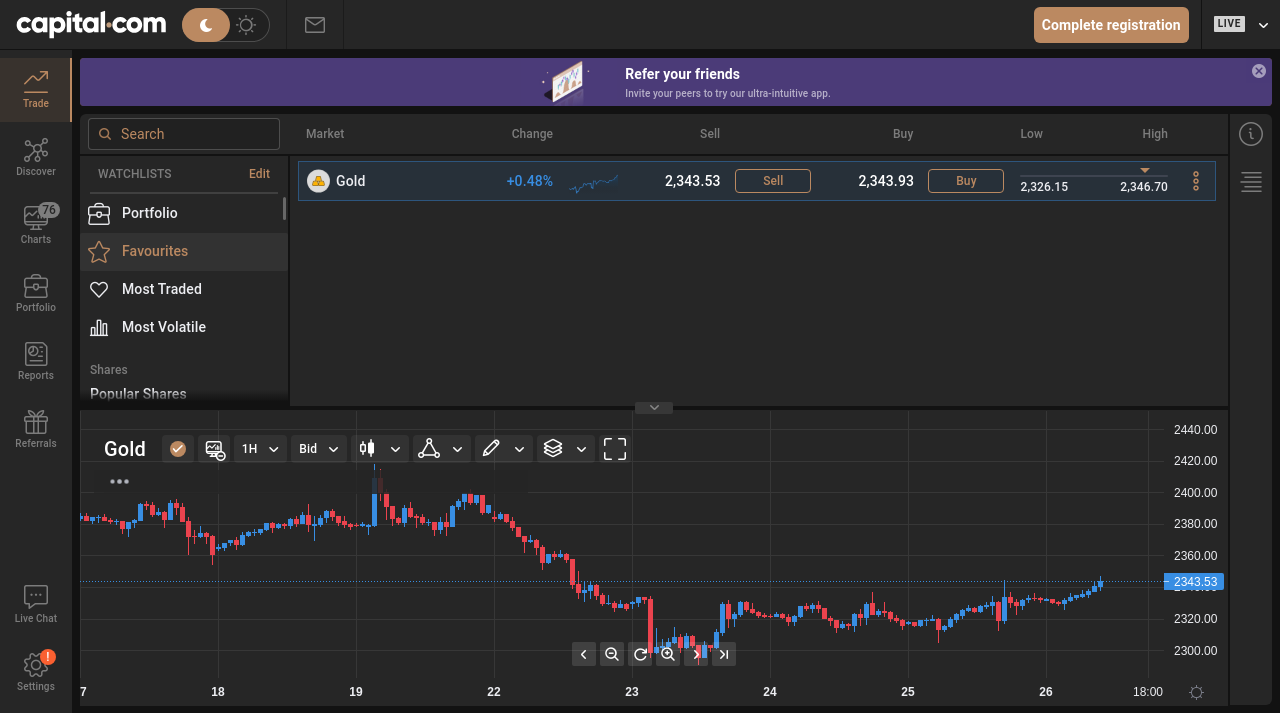 capital.com
Complete registration
LIVE
Refer your friends
Invite your peers to try our ultra-intuitive app.
Trade
Discover
76
Charts
Portfolio
Reports
Referrals
Live Chat
!
Settings
Search
Market Change Sell Buy Low High
WATCHLISTS Edit
Portfolio
Favourites
Most Traded
Most Volatile
Shares
Popular Shares
Gold +0.48% 2,343.53 Sell 2,343.93 Buy 2,326.15 2,346.70
Gold 1H Bid
2440.00
2420.00
2400.00
2380.00
2360.00
2343.53
2320.00
2300.00
7 18 19 22 23 24 25 26 18:00